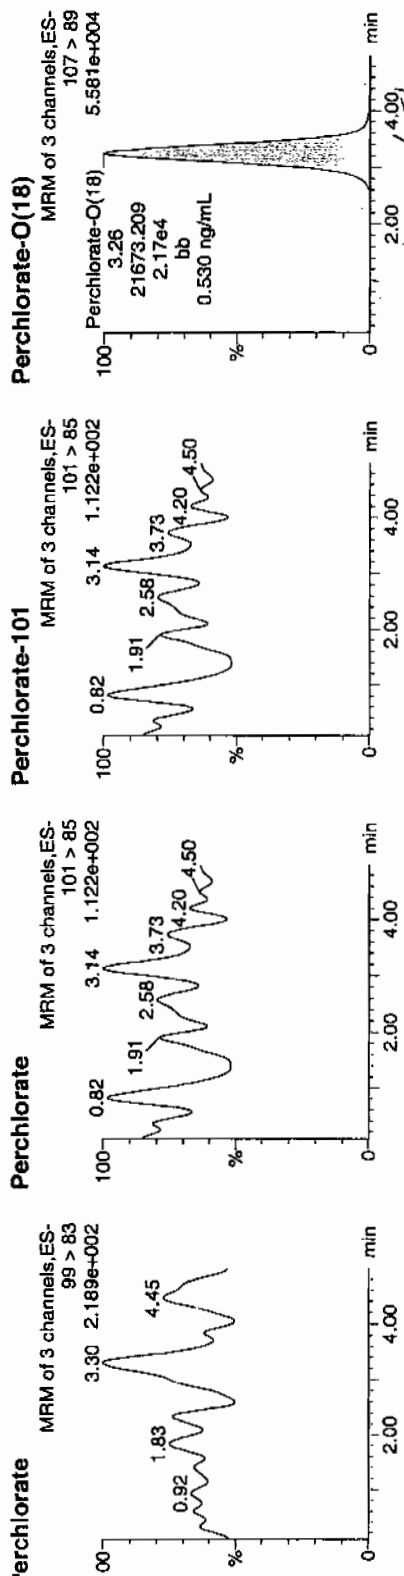 erchlorate
MRM of 3 channels,ES-
99 > 83
3.30 2.189e+002
00
0.92
1.83
4.45
%
0
2.00
4.00
min
Perchlorate
MRM of 3 channels,ES-
101 > 85
3.14 1.122e+002
100
0.82
1.91
2.58
3.73
4.20
4.50
%
0
2.00
4.00
min
Perchlorate-101
MRM of 3 channels,ES-
101 > 85
3.14 1.122e+002
100
0.82
1.91
2.58
3.73
4.20
4.50
%
0
2.00
4.00
min
Perchlorate-O(18)
MRM of 3 channels,ES-
107 > 89
5.581e+004
100
Perchlorate-O(18)
3.26
21673.209
2.17e4
bb
0.530 ng/mL
%
0
2.00
4.00
min